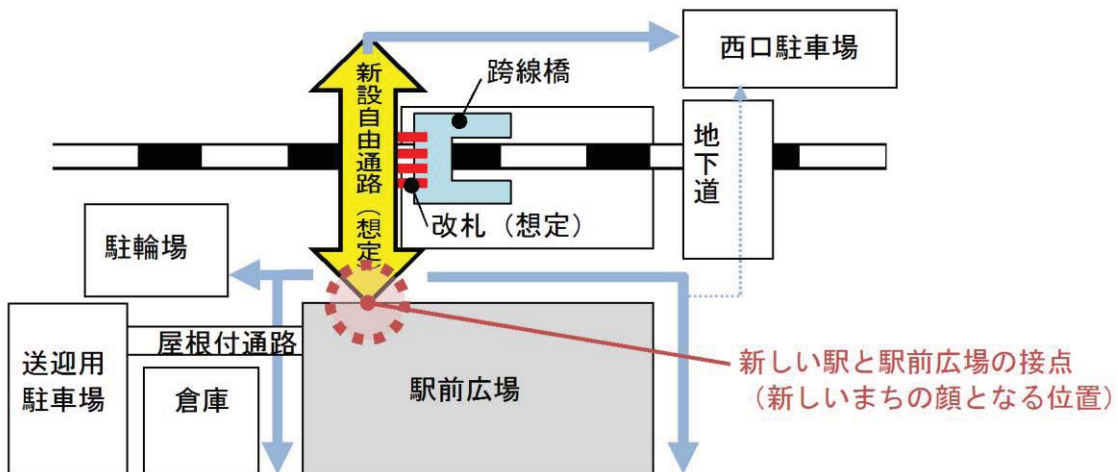 西口駐車場
跨線橋
新設自由通路（想定）
地下道
改札（想定）
駐輪場
屋根付通路
送迎用
駐車場
倉庫
駅前広場
新しい駅と駅前広場の接点
（新しいまちの顔となる位置）